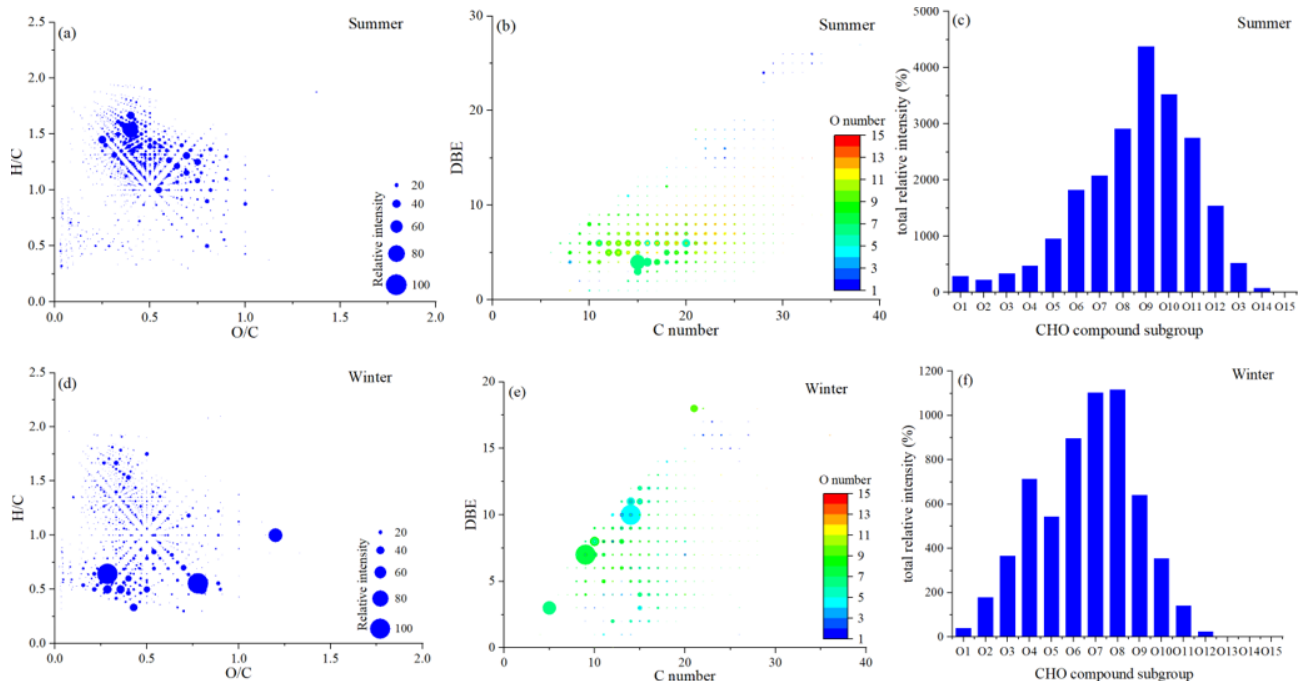 (a) Summer
2.5
2.0
1.5
1.0
0.5
0.0
H/C
0.0 0.5 1.0 1.5 2.0
O/C
Relative intensity
20
40
60
80
100
(b) Summer
30
20
10
0
DBE
0 10 20 30 40
C number
O number
15
13
11
9
7
5
3
1
(c) Summer
5000
4000
3000
2000
1000
0
total relative intensity (%)
O1 O2 O3 O4 O5 O6 O7 O8 O9 O10 O11 O12 O3 O14 O15
CHO compound subgroup
(d) Winter
2.5
2.0
1.5
1.0
0.5
0.0
H/C
0.0 0.5 1.0 1.5 2.0
O/C
Relative intensity
20
40
60
80
100
(e) Winter
20
15
10
5
0
DBE
0 10 20 30 40
C number
O number
15
13
11
9
7
5
3
1
(f) Winter
1200
1000
800
600
400
200
0
total relative intensity (%)
O1 O2 O3 O4 O5 O6 O7 O8 O9 O10 O11 O12 O13 O14 O15
CHO compound subgroup